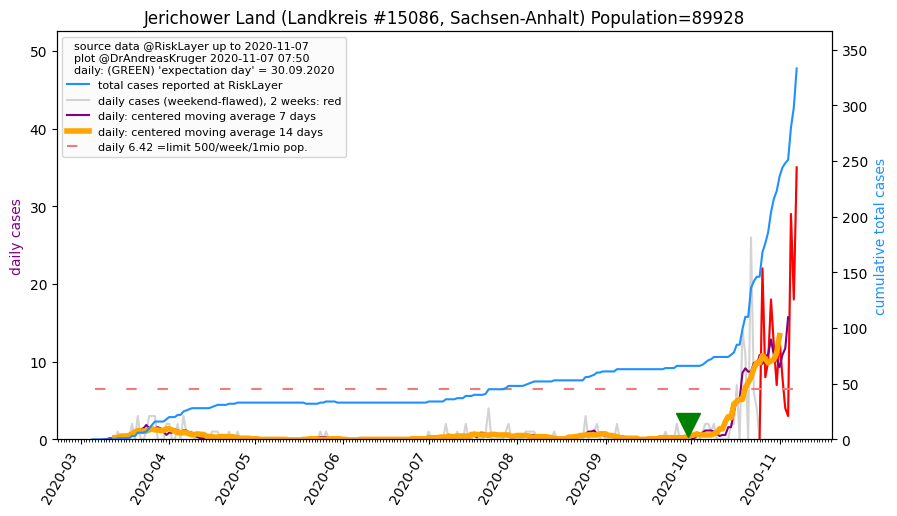 Jerichower Land (Landkreis #15086, Sachsen-Anhalt) Population=89928
source data @RiskLayer up to 2020-11-07
plot @DrAndreasKruger 2020-11-07 07:50
daily: (GREEN) 'expectation day' = 30.09.2020
total cases reported at RiskLayer
daily cases (weekend-flawed), 2 weeks: red
daily: centered moving average 7 days
daily: centered moving average 14 days
daily 6.42 =limit 500/week/1mio pop.
daily cases
50
40
30
20
10
0
cumulative total cases
350
300
250
200
150
100
50
0
2020-03
2020-04
2020-05
2020-06
2020-07
2020-08
2020-09
2020-10
2020-11